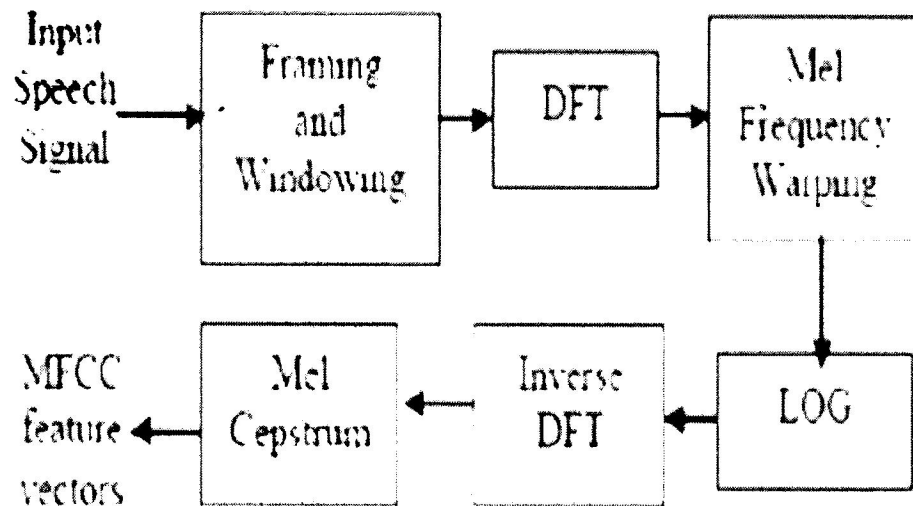 Input
Speech
Signal
Framing
and
Windowing
DFT
Mel
Frequency
Warping
LOG
Inverse
DFT
Mel
Cepstrum
MFCC
feature
vectors